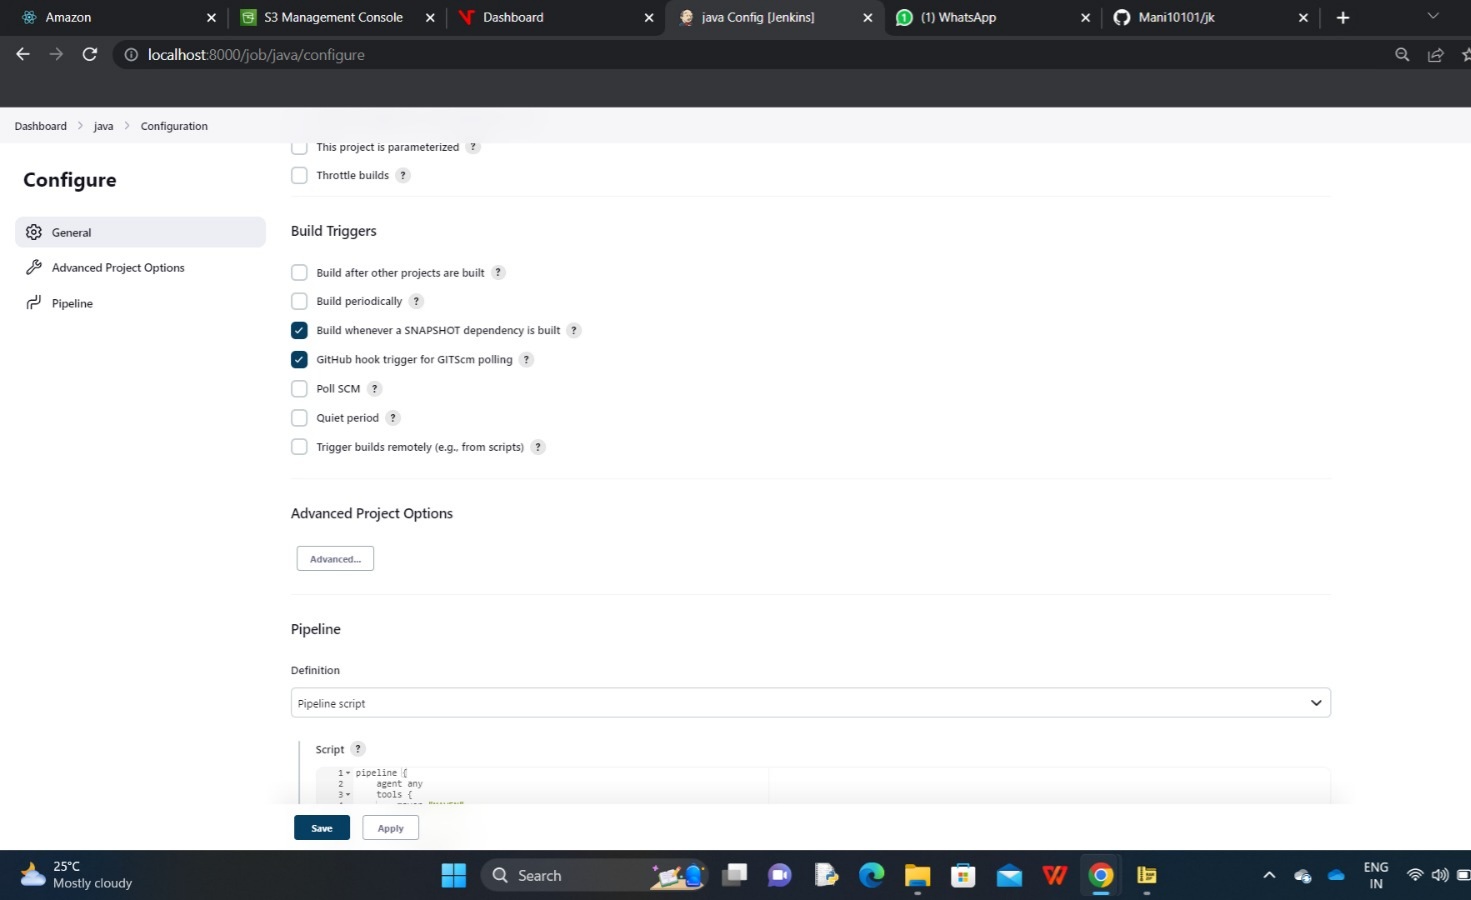 Amazon
S3 Management Console
Dashboard
java Config [Jenkins]
(1) WhatsApp
Mani10101/jk
localhost:8000/job/java/configure
Dashboard > java > Configuration
This project is parameterized ?
Configure
Throttle builds ?
General
Advanced Project Options
Pipeline
Build Triggers
Build after other projects are built ?
Build periodically ?
Build whenever a SNAPSHOT dependency is built ?
GitHub hook trigger for GITScm polling ?
Poll SCM ?
Quiet period ?
Trigger builds remotely (e.g., from scripts) ?
Advanced Project Options
Advanced...
Pipeline
Definition
Pipeline script
Script ?
1 pipeline {
2 agent any
3 tools {
Save
Apply
25°C
Mostly cloudy
Search
ENG
IN